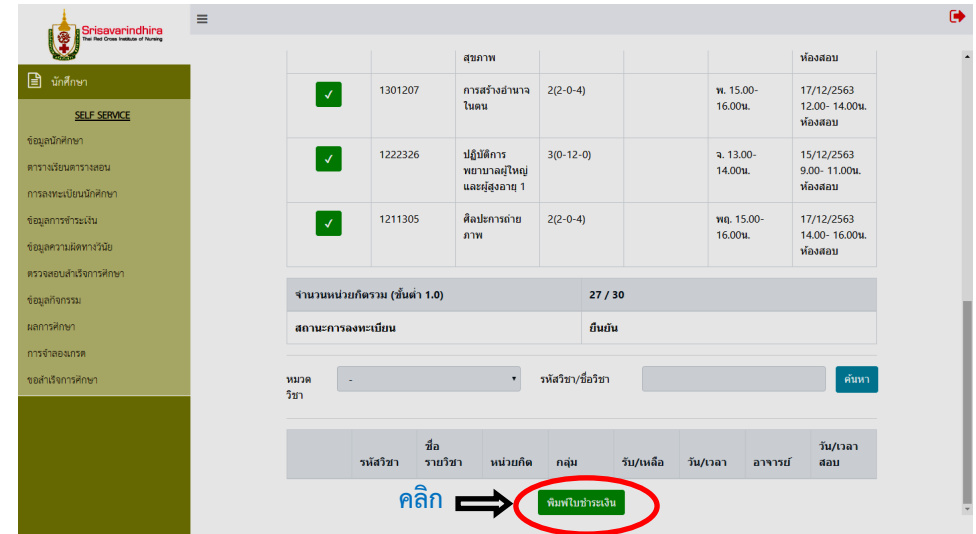 Srisavarindhira
Thai Red Cross Institute of Nursing
นักศึกษา
SELF SERVICE
ข้อมูลนักศึกษา
ตารางเรียนตารางสอน
การลงทะเบียนนักศึกษา
ข้อมูลการชำระเงิน
ข้อมูลความผิดทางวินัย
ตรวจสอบสำเร็จการศึกษา
ข้อมูลกิจกรรม
ผลการศึกษา
การจำลองเกรด
ขอสำเร็จการศึกษา
สุขภาพ ห้องสอบ
1301207 การสร้างอำนาจ 2(2-0-4) พ. 15.00- 17/12/2563
ในตน 16.00น. 12.00- 14.00น.
ห้องสอบ
1222326 ปฏิบัติการ 3(0-12-0) จ. 13.00- 15/12/2563
พยาบาลผู้ใหญ่ 14.00น. 9.00- 11.00น.
และผู้สูงอายุ 1 ห้องสอบ
1211305 ศิลปะการถ่าย 2(2-0-4) พฤ. 15.00- 17/12/2563
ภาพ 16.00น. 14.00- 16.00น.
ห้องสอบ
จำนวนหน่วยกิตรวม (ขั้นต่ำ 1.0) 27 / 30
สถานะการลงทะเบียน ยืนยัน
หมวด - รหัสวิชา/ชื่อวิชา ค้นหา
วิชา
ชื่อ วัน/เวลา
รหัสวิชา รายวิชา หน่วยกิต กลุ่ม รับ/เหลือ วัน/เวลา อาจารย์ สอบ
คลิก พิมพ์ใบชำระเงิน